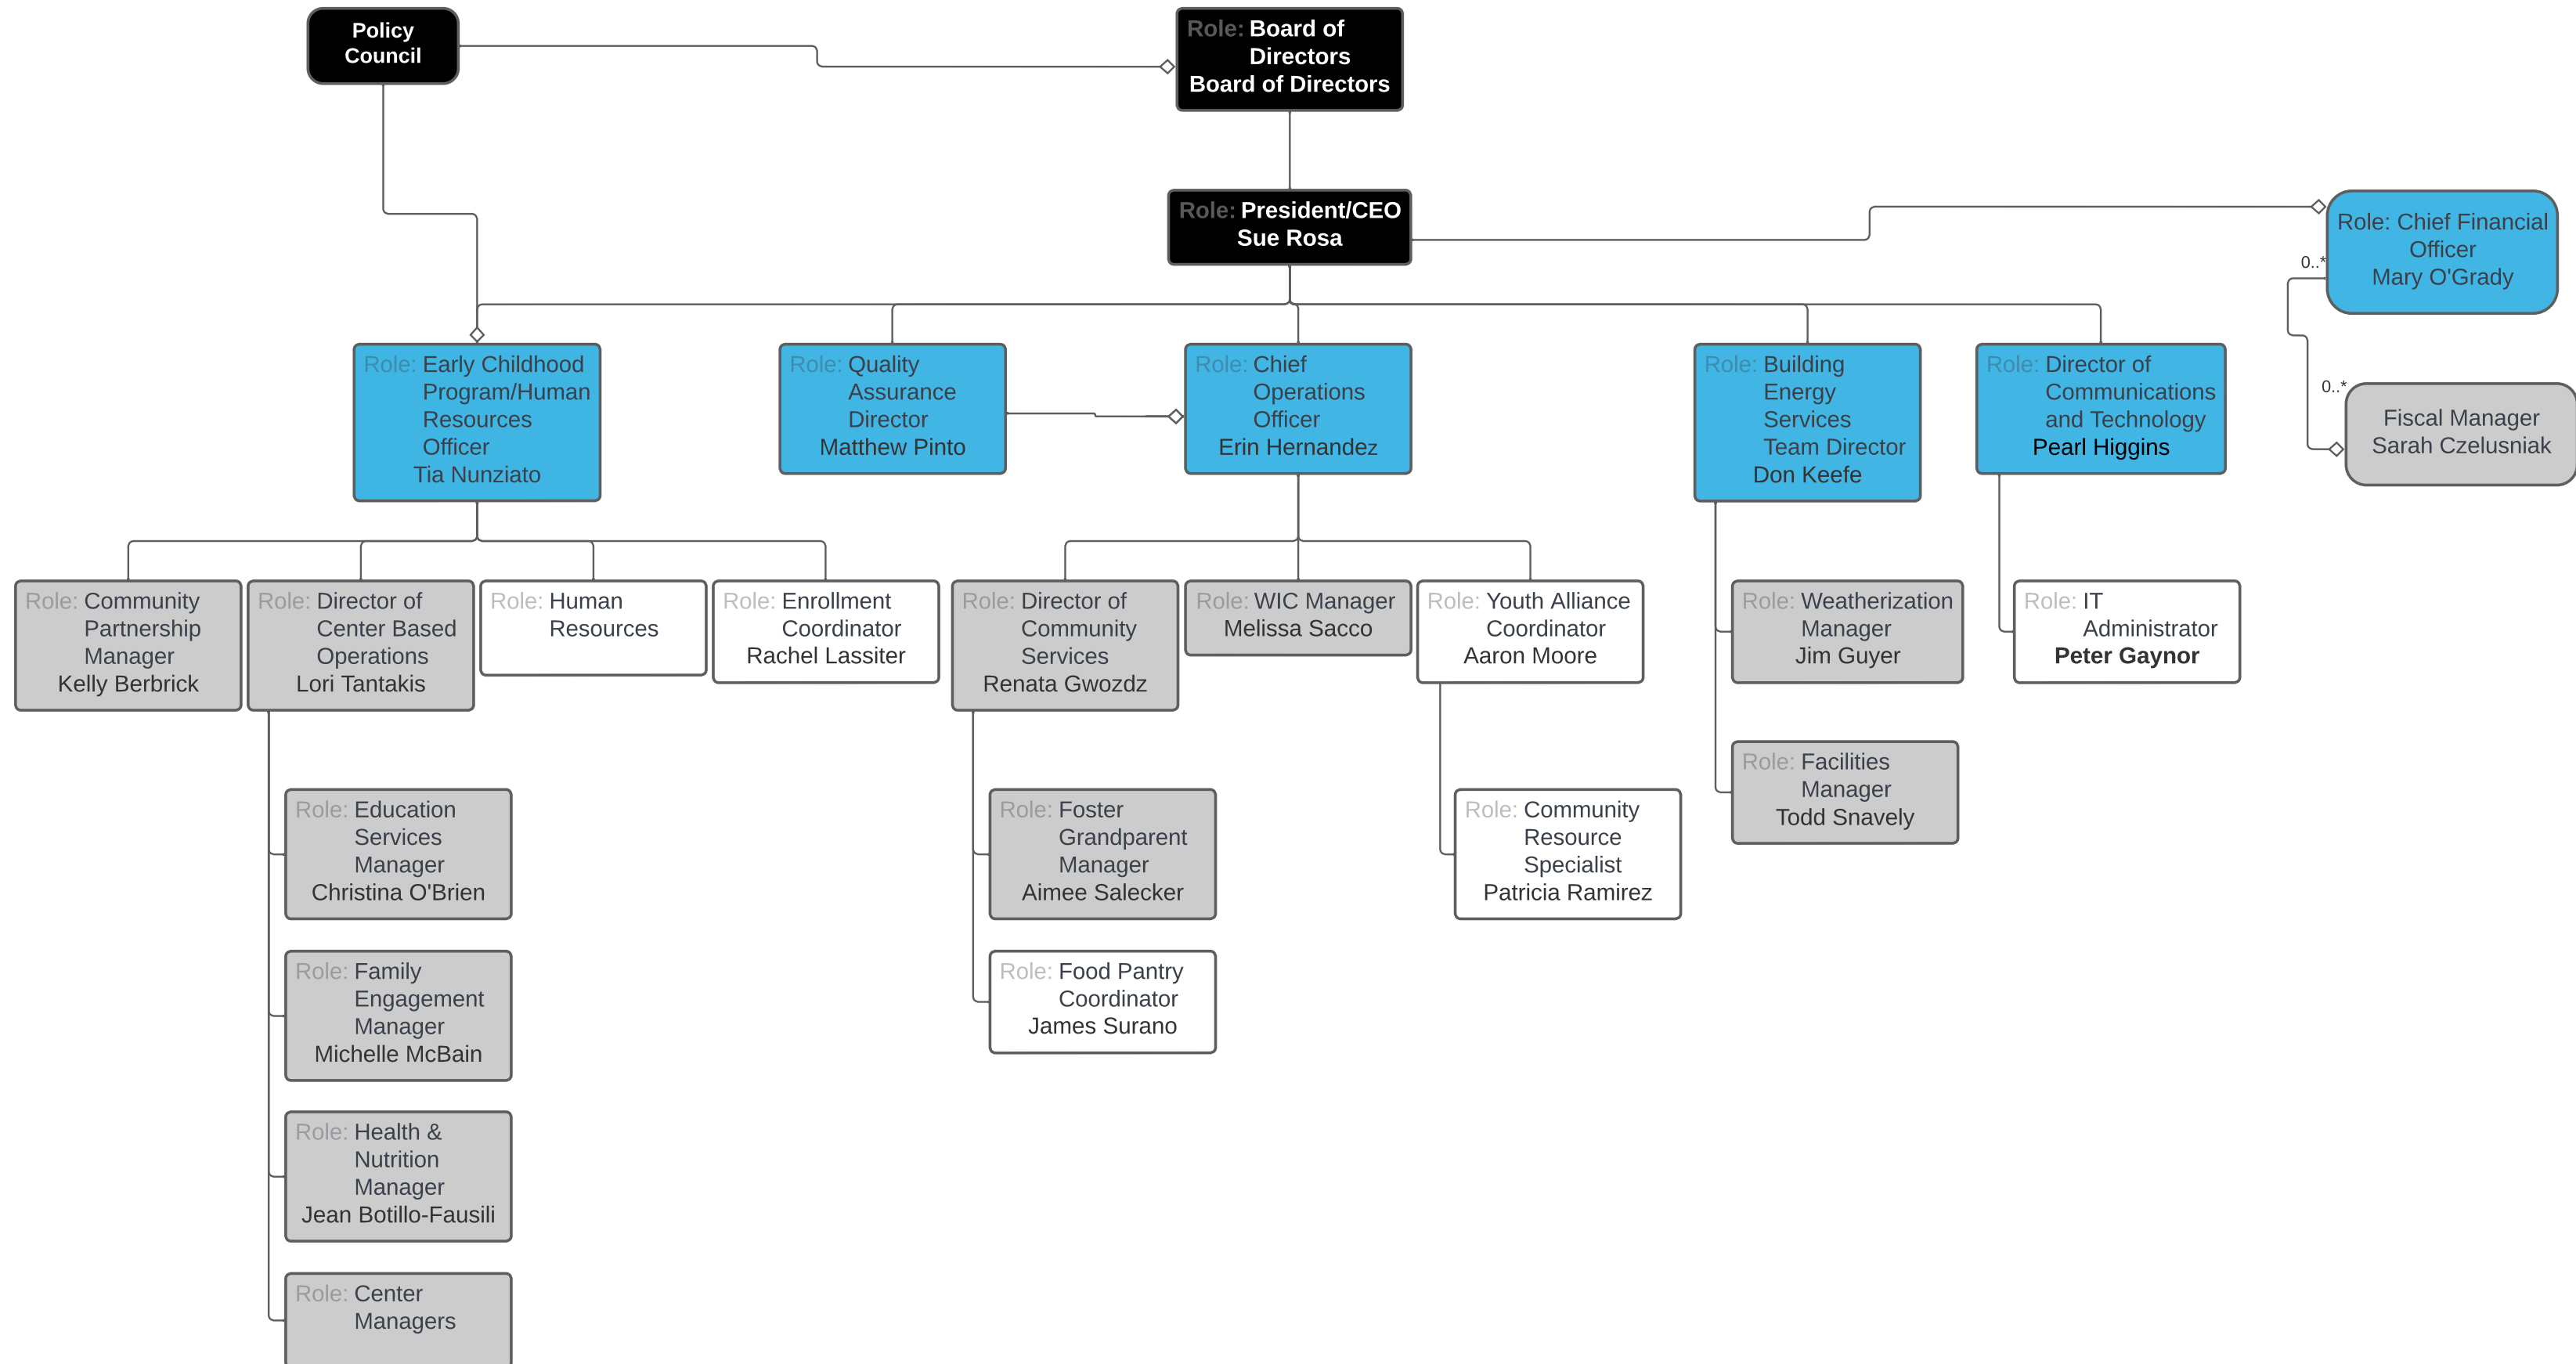 Policy
Council
Role: Board of
Directors
Board of Directors
Role: President/CEO
Sue Rosa
Role: Chief Financial
Officer
Mary O'Grady
0..*
0..*
Fiscal Manager
Sarah Czelusniak
Role: Early Childhood
Program/Human
Resources
Officer
Tia Nunziato
Role: Quality
Assurance
Director
Matthew Pinto
Role: Chief
Operations
Officer
Erin Hernandez
Role: Building
Energy
Services
Team Director
Don Keefe
Role: Director of
Communications
and Technology
Pearl Higgins
Role: Community
Partnership
Manager
Kelly Berbrick
Role: Director of
Center Based
Operations
Lori Tantakis
Role: Human
Resources
Role: Enrollment
Coordinator
Rachel Lassiter
Role: Director of
Community
Services
Renata Gwozdz
Role: WIC Manager
Melissa Sacco
Role: Youth Alliance
Coordinator
Aaron Moore
Role: Weatherization
Manager
Jim Guyer
Role: IT
Administrator
Peter Gaynor
Role: Facilities
Manager
Todd Snavely
Role: Education
Services
Manager
Christina O'Brien
Role: Foster
Grandparent
Manager
Aimee Salecker
Role: Community
Resource
Specialist
Patricia Ramirez
Role: Family
Engagement
Manager
Michelle McBain
Role: Food Pantry
Coordinator
James Surano
Role: Health &
Nutrition
Manager
Jean Botillo-Fausili
Role: Center
Managers